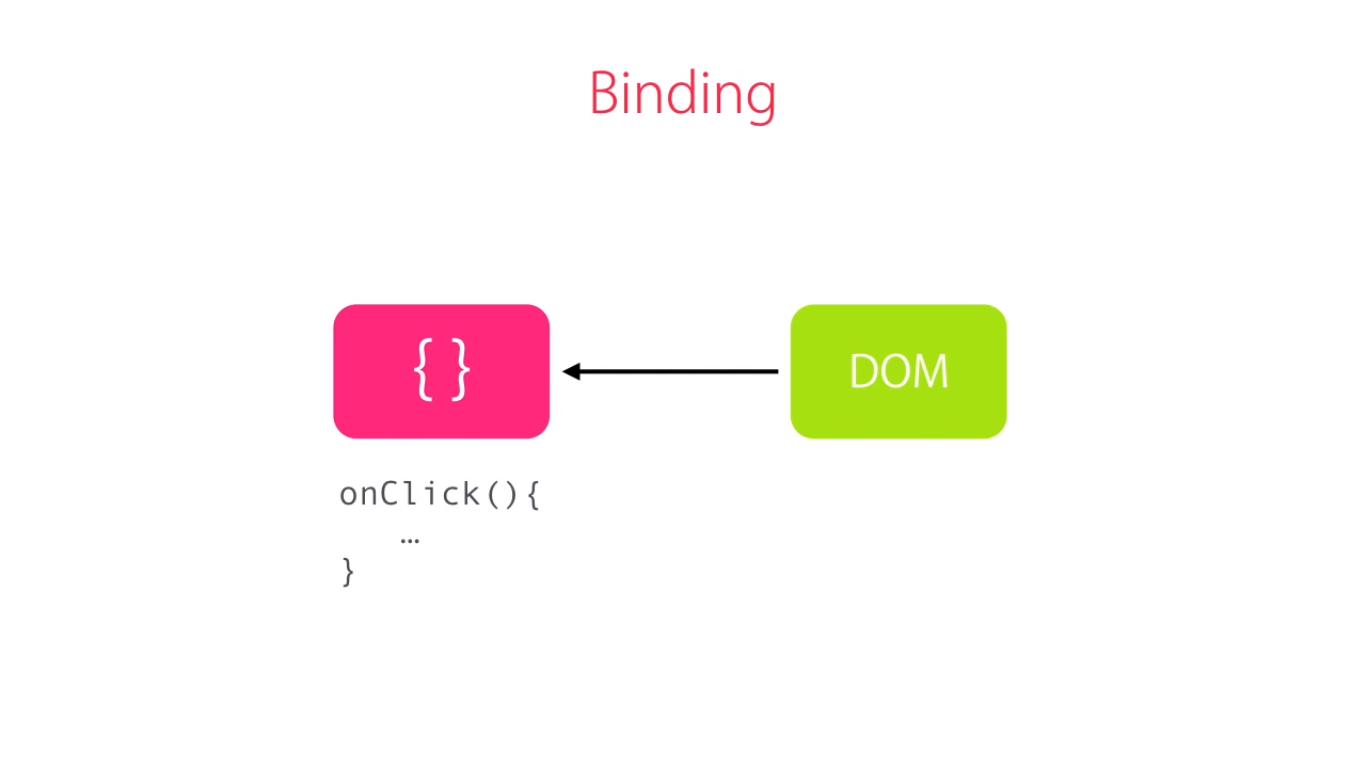 Binding
{ }
DOM
onClick(){
…
}